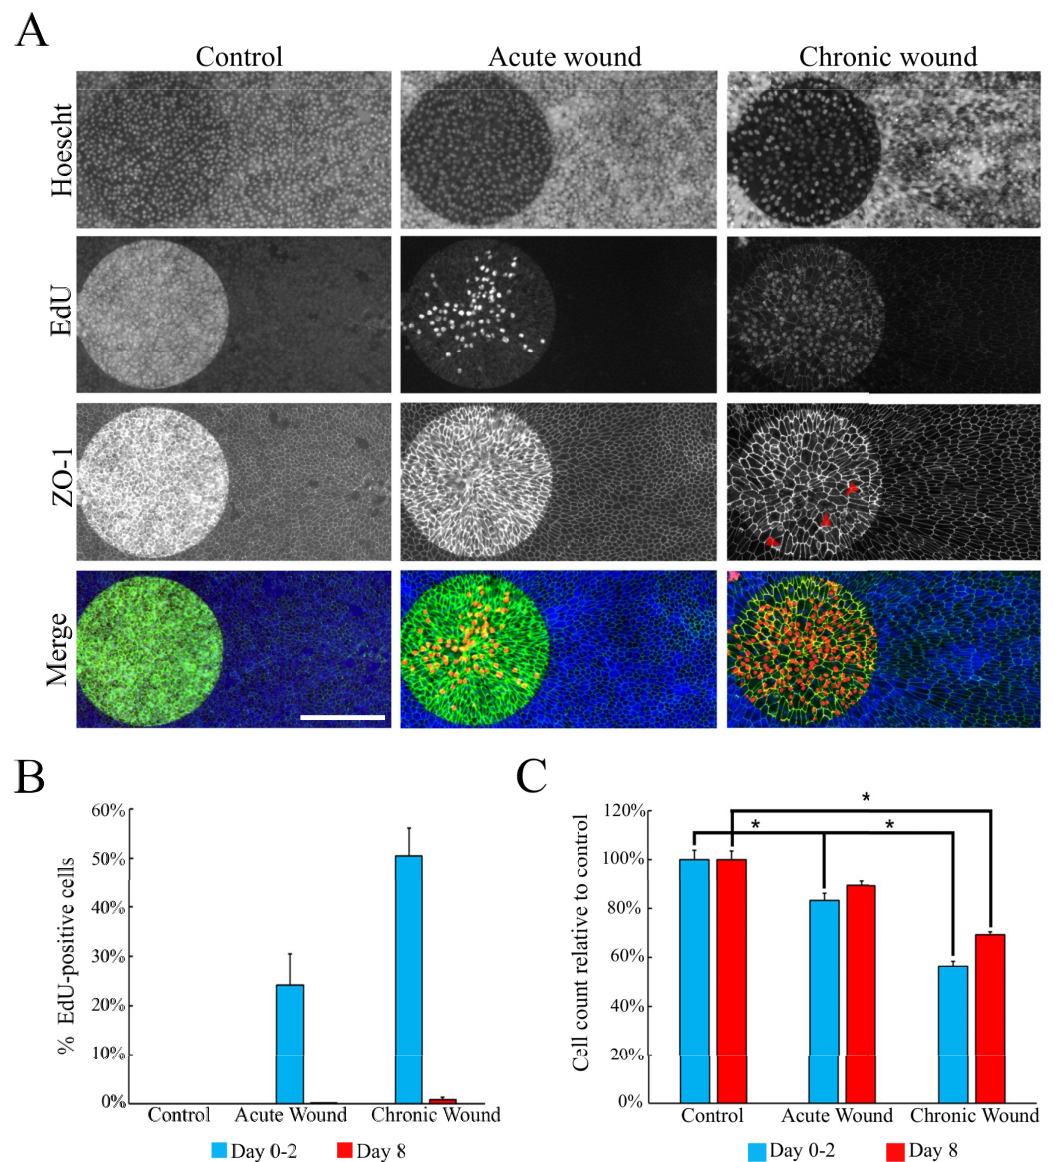 A
Control
Acute wound
Chronic wound
Hoescht
EdU
ZO-1
Merge
B
% EdU-positive cells
60%
50%
40%
30%
20%
10%
0%
Control
Acute Wound
Chronic Wound
Day 0-2
Day 8
C
Cell count relative to control
120%
100%
80%
60%
40%
20%
0%
*
*
*
Control
Acute Wound
Chronic Wound
Day 0-2
Day 8